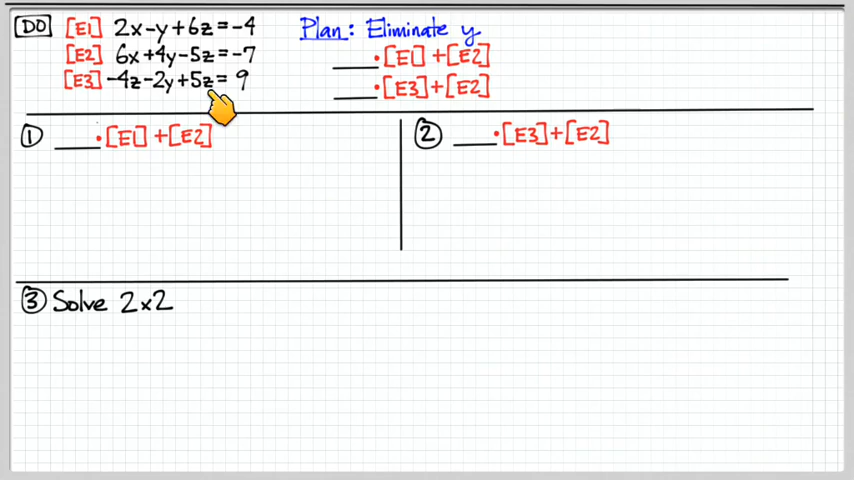 DO [E1] 2x-y+6z=-4
[E2] 6x+4y-5z=-7
[E3] -4z-2y+5z= 9
Plan: Eliminate y
____·[E1]+[E2]
____·[E3]+[E2]
① ____·[E1]+[E2]
② ____·[E3]+[E2]
③ Solve 2x2